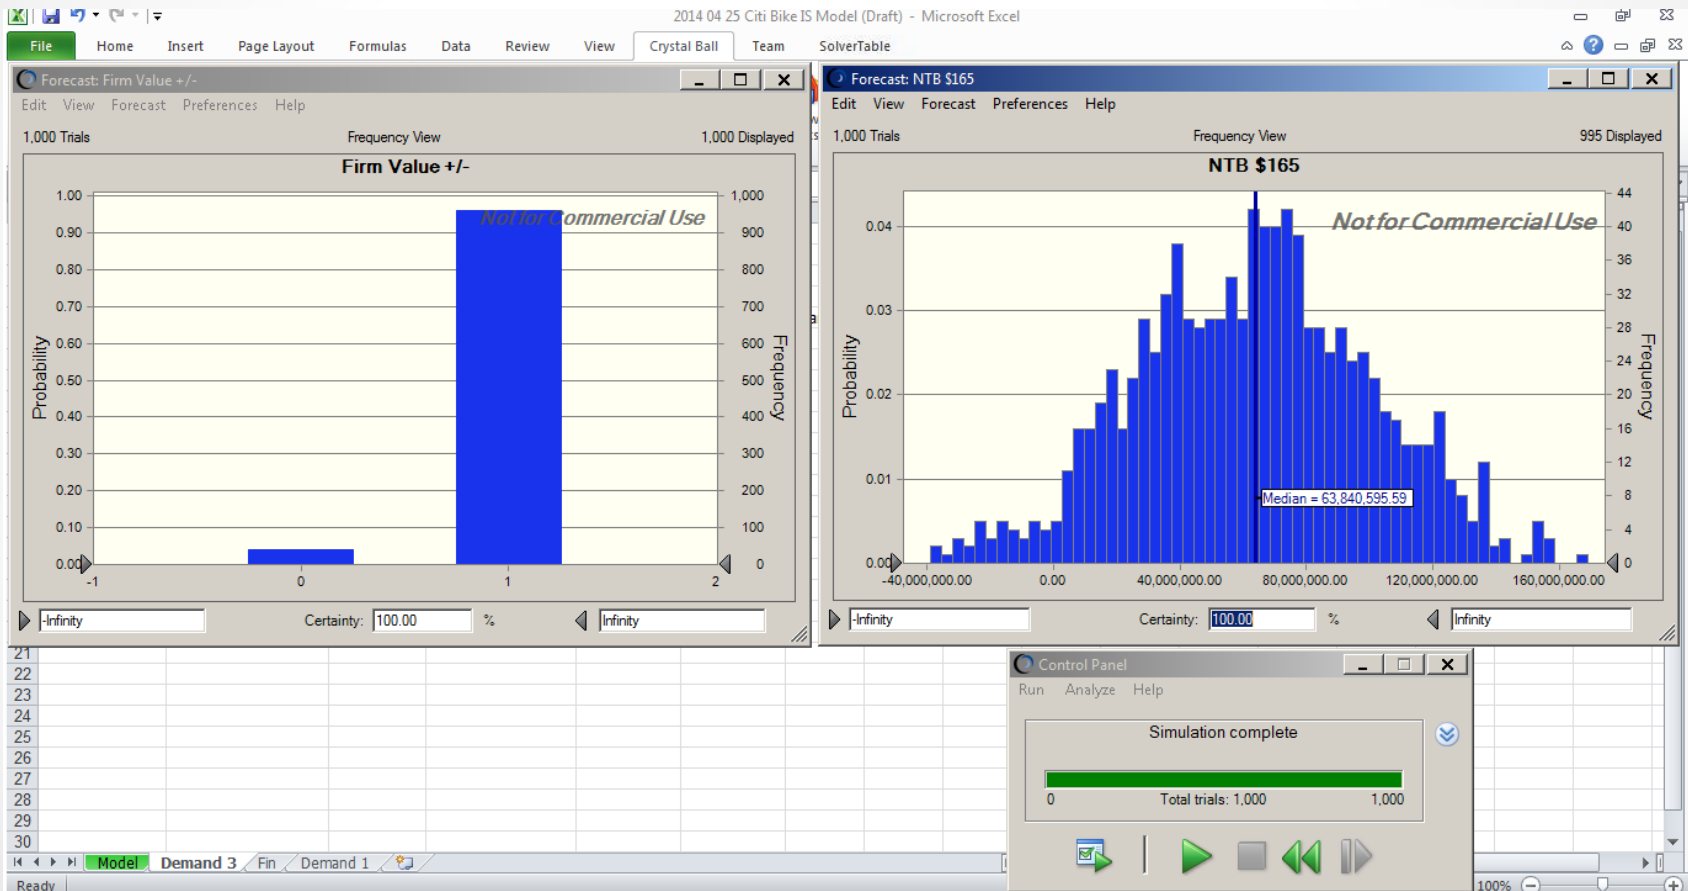 2014 04 25 Citi Bike IS Model (Draft) - Microsoft Excel
File Home Insert Page Layout Formulas Data Review View Crystal Ball Team SolverTable
Forecast: Firm Value +/-
Edit View Forecast Preferences Help
1,000 Trials Frequency View 1,000 Displayed
Firm Value +/-
Not for Commercial Use
Probability
1.00
0.90
0.80
0.70
0.60
0.50
0.40
0.30
0.20
0.10
0.00
Frequency
1,000
900
800
700
600
500
400
300
200
100
0
-1 0 1 2
-Infinity Certainty: 100.00 % Infinity
Forecast: NTB $165
Edit View Forecast Preferences Help
1,000 Trials Frequency View 995 Displayed
NTB $165
Not for Commercial Use
Probability
0.04
0.03
0.02
0.01
0.00
Median = 63,840,595.59
Frequency
44
40
36
32
28
24
20
16
12
8
4
0
-40,000,000.00 0.00 40,000,000.00 80,000,000.00 120,000,000.00 160,000,000.00
-Infinity Certainty: 100.00 % Infinity
21
22
23
24
25
26
27
28
29
30
Control Panel
Run Analyze Help
Simulation complete
0 Total trials: 1,000 1,000
Model Demand 3 Fin Demand 1
Ready 100%